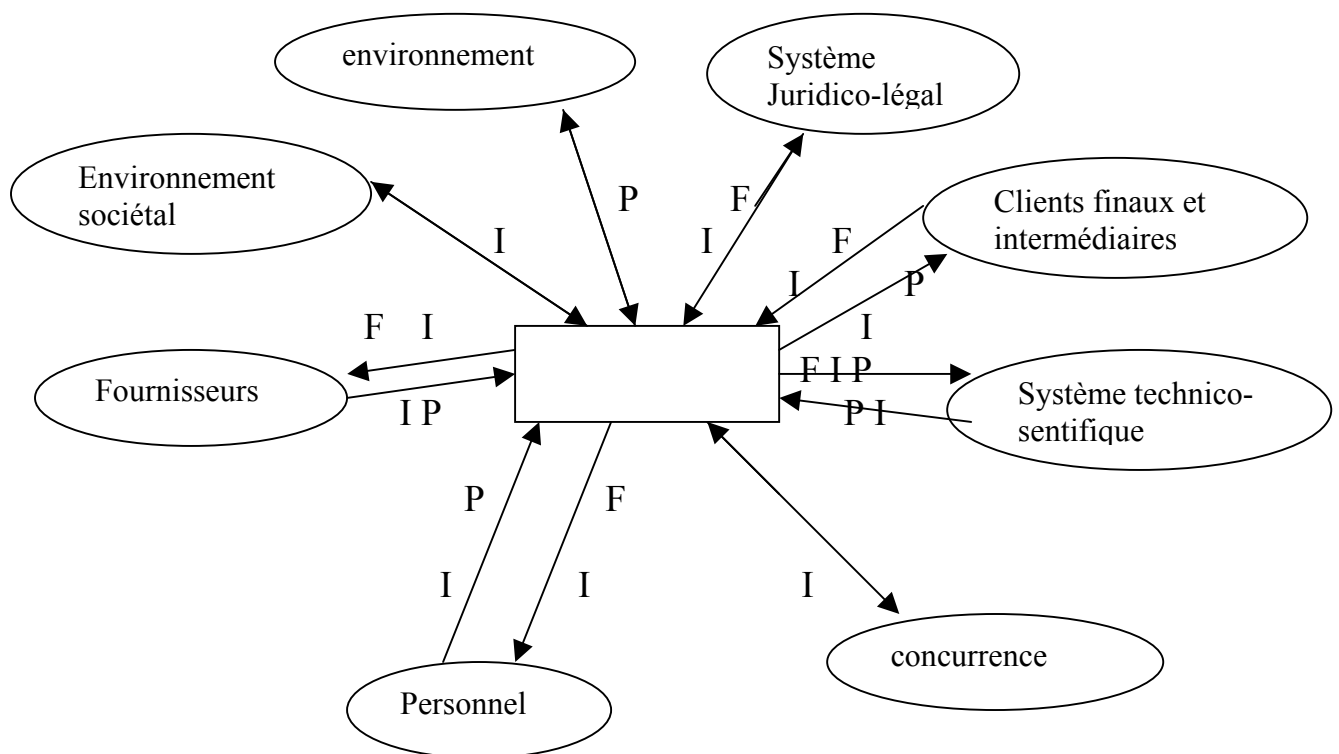 environnement
Système
Juridico-légal
Environnement
sociétal
P
F
I
I
Clients finaux et
intermédiaires
F
I
P
I
F I
Fournisseurs
I P
F I P
P I
Système technico-
sentifique
P
F
I
I
I
Personnel
concurrence